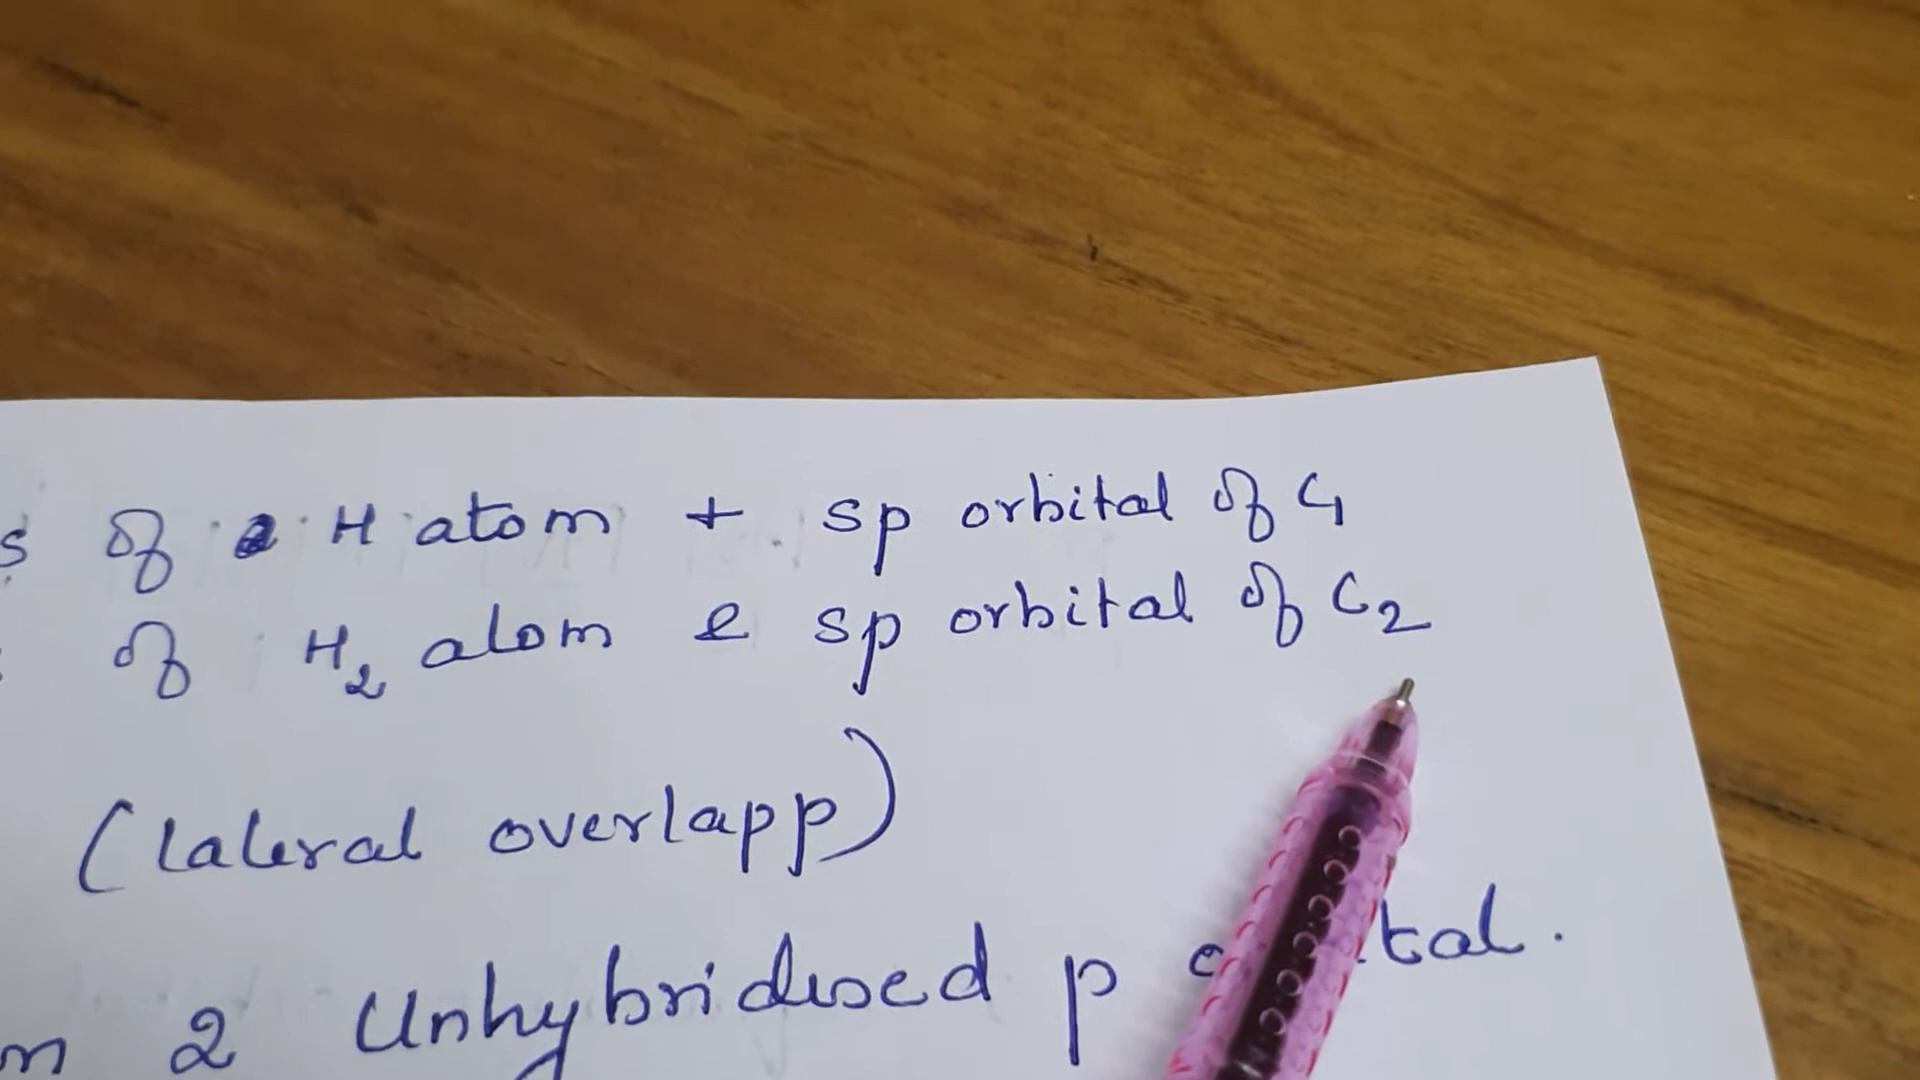 s of H atom + sp orbital of C1
of H2 atom & sp orbital of C2
(lateral overlapp)
m 2 Unhybridised p tal.